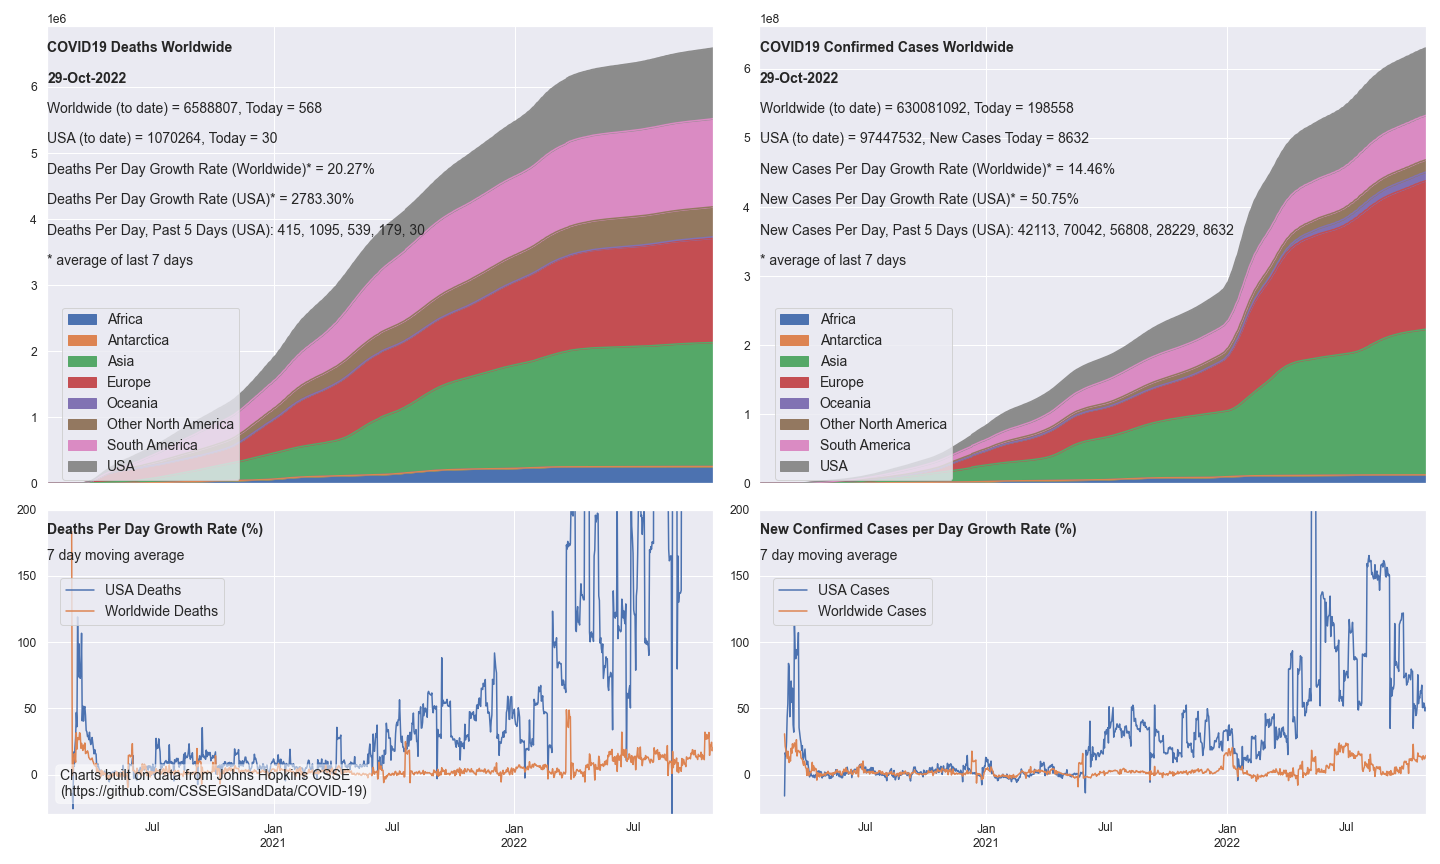 1e6
COVID19 Deaths Worldwide
29-Oct-2022
Worldwide (to date) = 6588807, Today = 568
USA (to date) = 1070264, Today = 30
Deaths Per Day Growth Rate (Worldwide)* = 20.27%
Deaths Per Day Growth Rate (USA)* = 2783.30%
Deaths Per Day, Past 5 Days (USA): 415, 1095, 539, 179, 30
* average of last 7 days
6
5
4
3
2
1
0
Africa
Antarctica
Asia
Europe
Oceania
Other North America
South America
USA
1e8
COVID19 Confirmed Cases Worldwide
29-Oct-2022
Worldwide (to date) = 630081092, Today = 198558
USA (to date) = 97447532, New Cases Today = 8632
New Cases Per Day Growth Rate (Worldwide)* = 14.46%
New Cases Per Day Growth Rate (USA)* = 50.75%
New Cases Per Day, Past 5 Days (USA): 42113, 70042, 56808, 28229, 8632
* average of last 7 days
6
5
4
3
2
1
0
Africa
Antarctica
Asia
Europe
Oceania
Other North America
South America
USA
Deaths Per Day Growth Rate (%)
7 day moving average
USA Deaths
Worldwide Deaths
200
150
100
50
0
Charts built on data from Johns Hopkins CSSE
(https://github.com/CSSEGISandData/COVID-19)
Jul
Jan
2021
Jul
Jan
2022
Jul
New Confirmed Cases per Day Growth Rate (%)
7 day moving average
USA Cases
Worldwide Cases
200
150
100
50
0
Jul
Jan
2021
Jul
Jan
2022
Jul